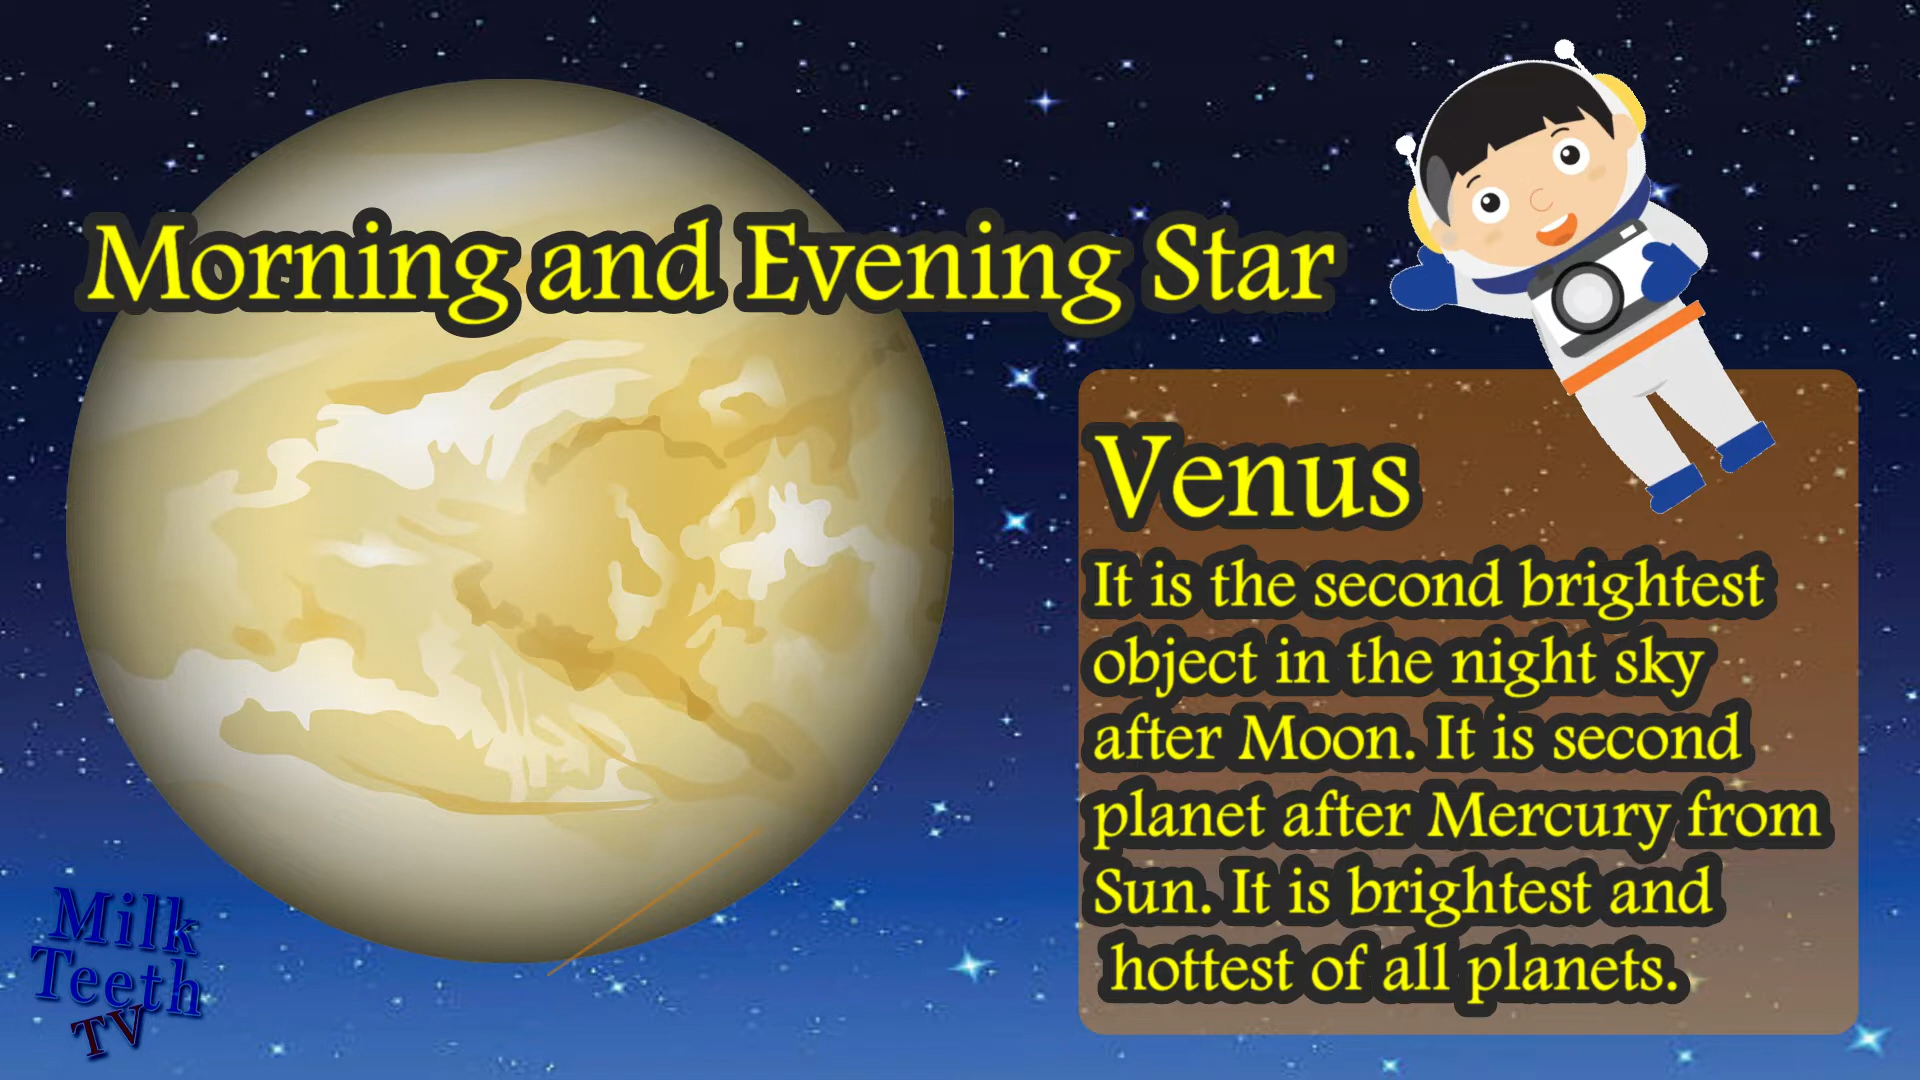 Morning and Evening Star
Venus
It is the second brightest
object in the night sky
after Moon. It is second
planet after Mercury from
Sun. It is brightest and
hottest of all planets.
Milk
Teeth
TV